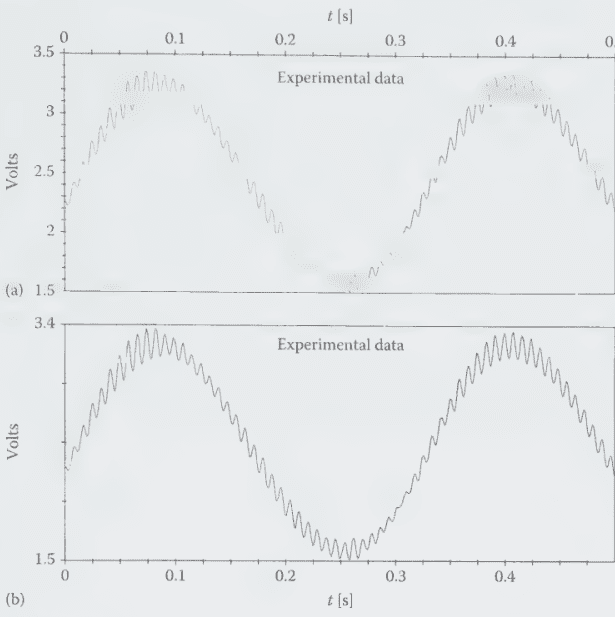 t [s]
0 0.1 0.2 0.3 0.4 0.
3.5
Experimental data
3
Volts
2.5
2
(a) 1.5
3.4
Experimental data
Volts
1.5
0 0.1 0.2 0.3 0.4
(b) t [s]